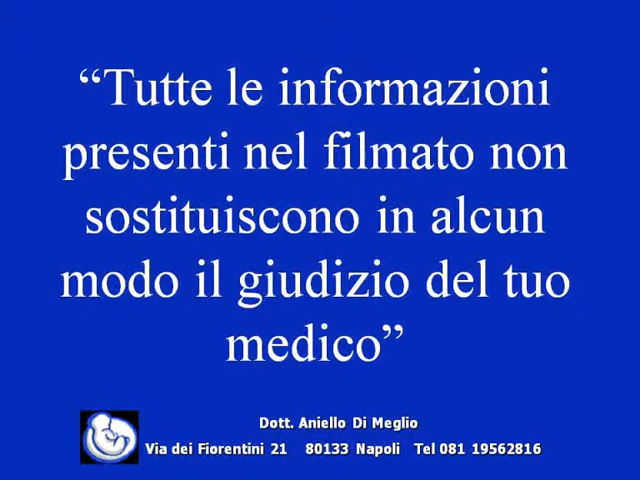 “Tutte le informazioni
presenti nel filmato non
sostituiscono in alcun
modo il giudizio del tuo
medico”
Dott. Aniello Di Meglio
Via dei Fiorentini 21 80133 Napoli Tel 081 19562816